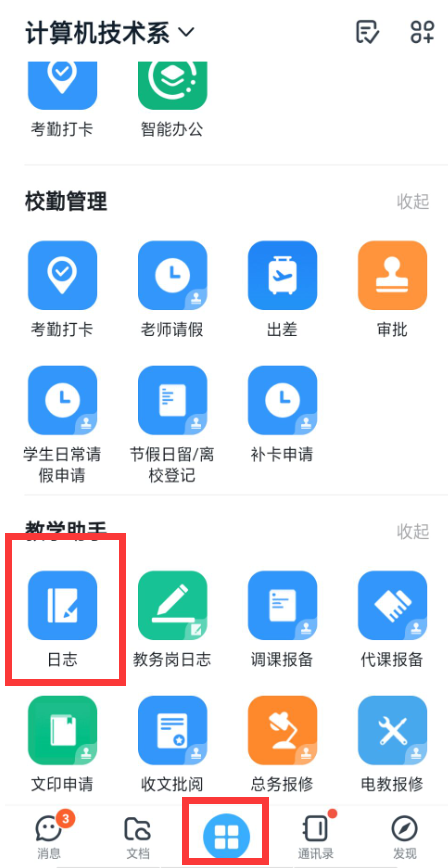 计算机技术系
考勤打卡 智能办公
校勤管理 收起
考勤打卡 老师请假 出差 审批
学生日常请 节假日留/离 补卡申请
假申请 校登记
教学助手 收起
日志 教务岗日志 调课报备 代课报备
文印申请 收文批阅 总务报修 电教报修
3
消息 文档 通讯录 发现